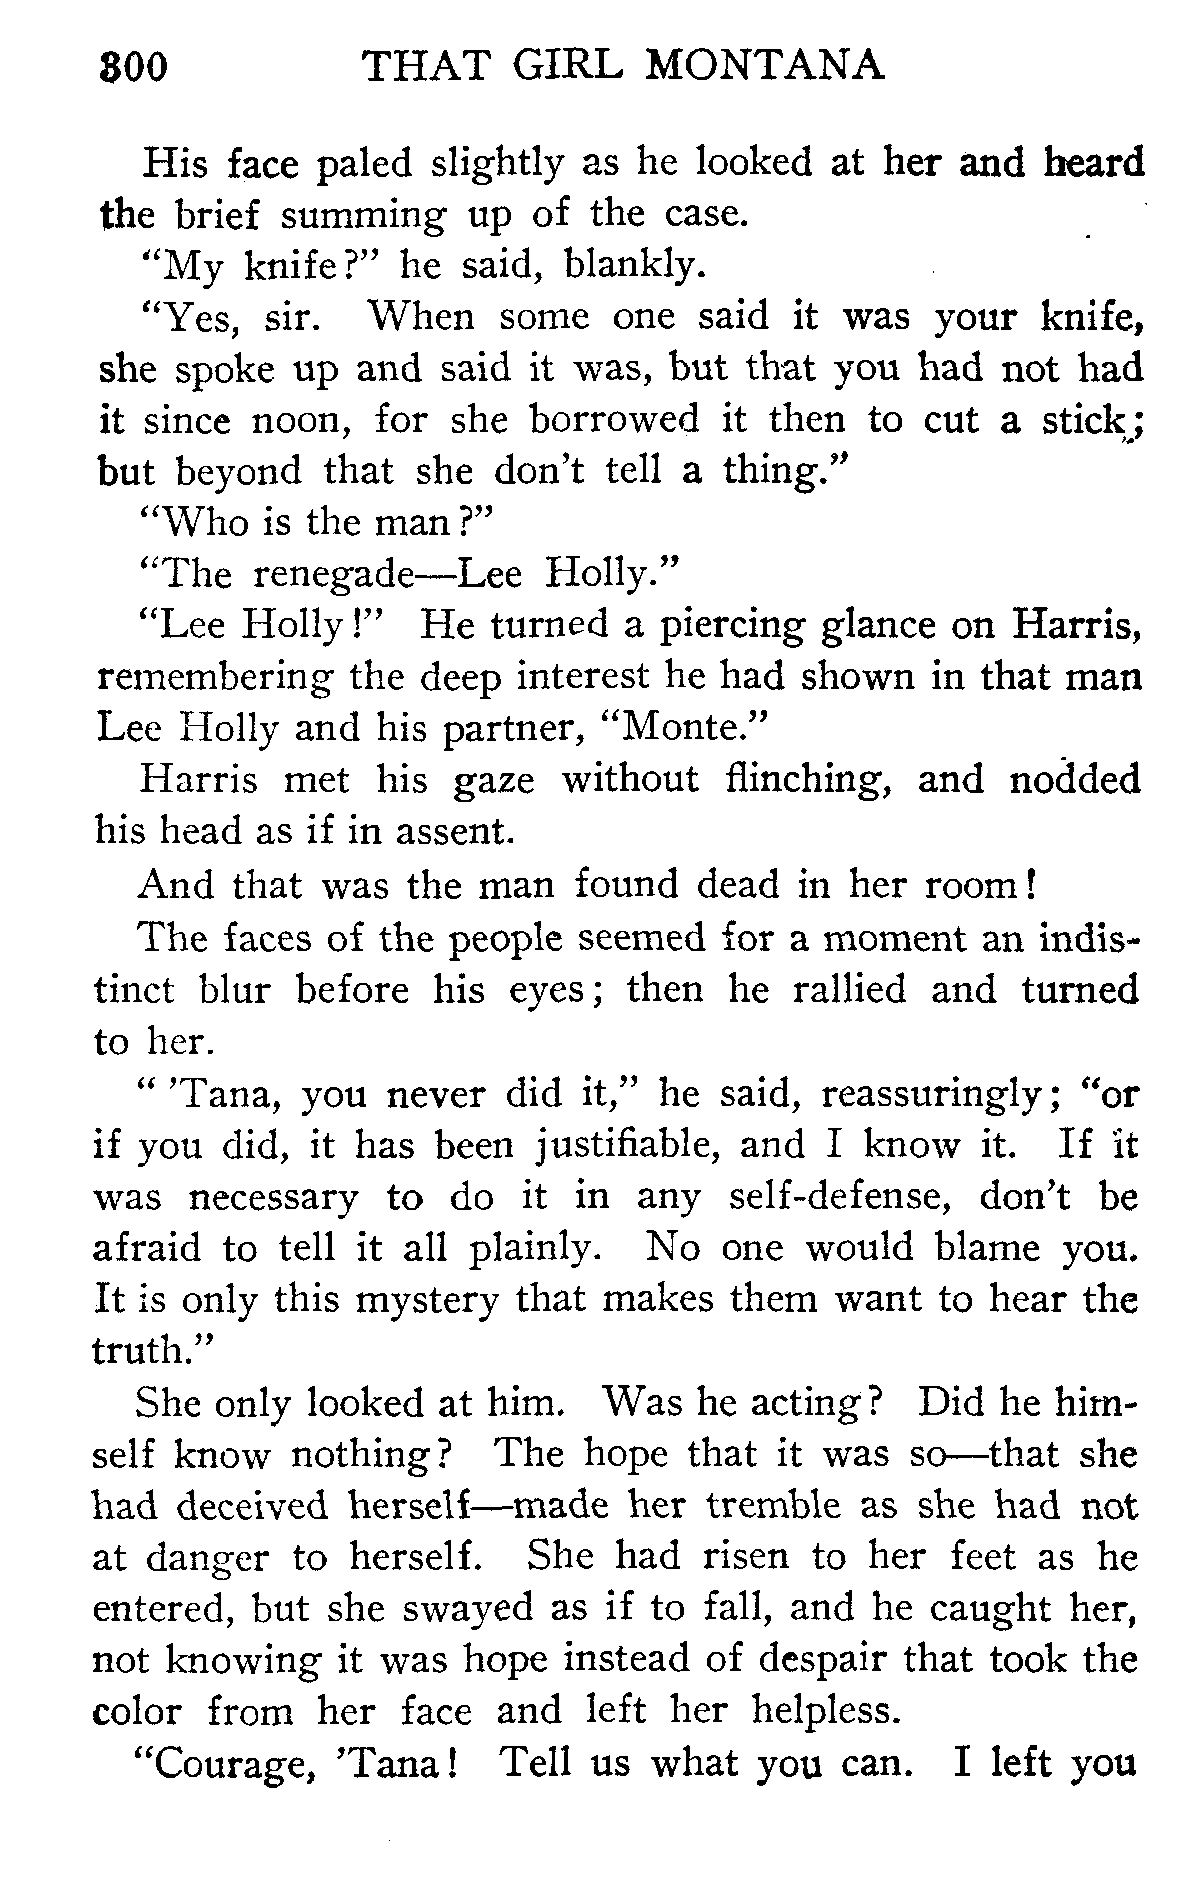 300 THAT GIRL MONTANA
His face paled slightly as he looked at her and heard
the brief summing up of the case.
“My knife?” he said, blankly.
“Yes, sir. When some one said it was your knife,
she spoke up and said it was, but that you had not had
it since noon, for she borrowed it then to cut a stick;
but beyond that she don’t tell a thing.”
“Who is the man?”
“The renegade—Lee Holly.”
“Lee Holly!” He turned a piercing glance on Harris,
remembering the deep interest he had shown in that man
Lee Holly and his partner, “Monte.”
Harris met his gaze without flinching, and nodded
his head as if in assent.
And that was the man found dead in her room!
The faces of the people seemed for a moment an indis-
tinct blur before his eyes; then he rallied and turned
to her.
“ ’Tana, you never did it,” he said, reassuringly; “or
if you did, it has been justifiable, and I know it. If it
was necessary to do it in any self-defense, don’t be
afraid to tell it all plainly. No one would blame you.
It is only this mystery that makes them want to hear the
truth.”
She only looked at him. Was he acting? Did he him-
self know nothing? The hope that it was so—that she
had deceived herself—made her tremble as she had not
at danger to herself. She had risen to her feet as he
entered, but she swayed as if to fall, and he caught her,
not knowing it was hope instead of despair that took the
color from her face and left her helpless.
“Courage, ’Tana! Tell us what you can. I left you